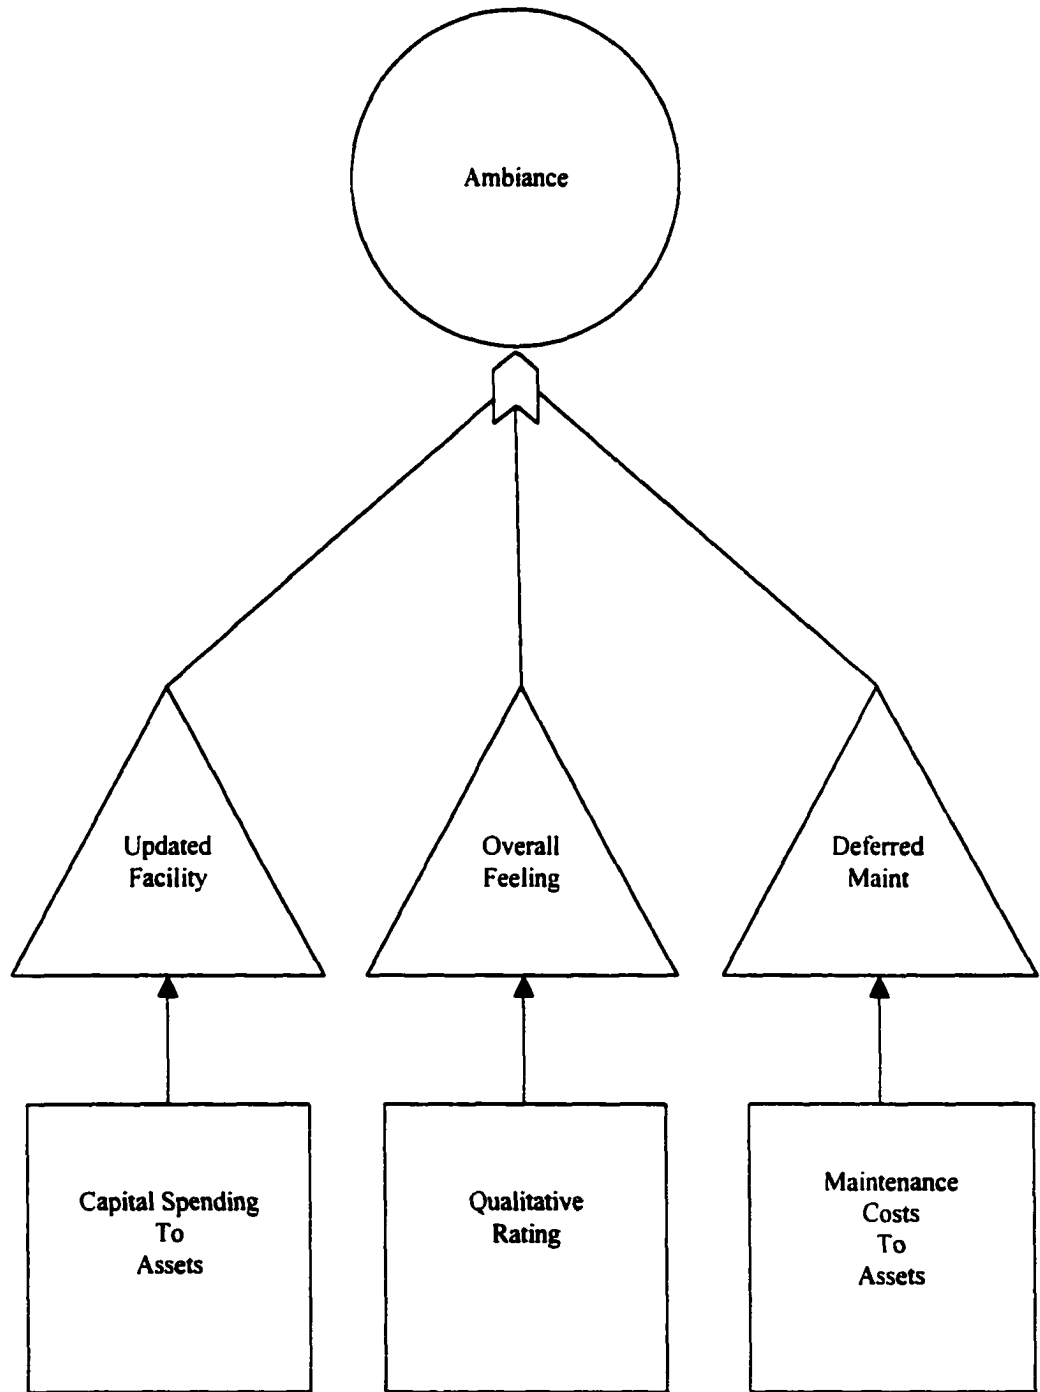 Ambiance
Updated
Facility
Overall
Feeling
Deferred
Maint
Capital Spending
To
Assets
Qualitative
Rating
Maintenance
Costs
To
Assets